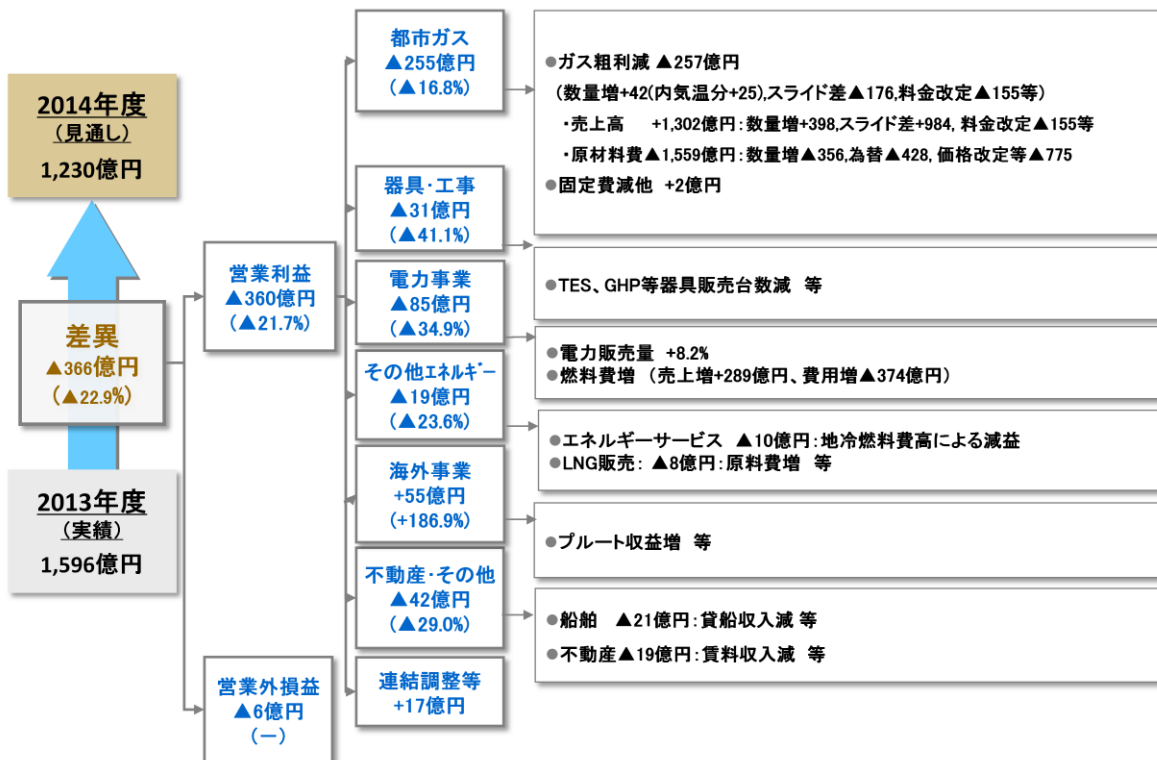 2014年度
(見通し)
1,230億円
差異
▲366億円
(▲22.9%)
2013年度
(実績)
1,596億円
営業利益
▲360億円
(▲21.7%)
営業外損益
▲6億円
(－)
都市ガス
▲255億円
(▲16.8%)
器具・工事
▲31億円
(▲41.1%)
電力事業
▲85億円
(▲34.9%)
その他エネルギー
▲19億円
(▲23.6%)
海外事業
+55億円
(+186.9%)
不動産・その他
▲42億円
(▲29.0%)
連結調整等
+17億円
●ガス粗利減 ▲257億円
(数量増+42(内気温分+25),スライド差▲176,料金改定▲155等)
・売上高 +1,302億円：数量増+398,スライド差+984, 料金改定▲155等
・原材料費▲1,559億円：数量増▲356,為替▲428, 価格改定等▲775
●固定費減他 +2億円
●TES、GHP等器具販売台数減 等
●電力販売量 +8.2%
●燃料費増 （売上増+289億円、費用増▲374億円）
●エネルギーサービス ▲10億円：地冷燃料費高による減益
●LNG販売： ▲8億円：原料費増 等
●プルート収益増 等
●船舶 ▲21億円：貸船収入減 等
●不動産▲19億円：賃料収入減 等